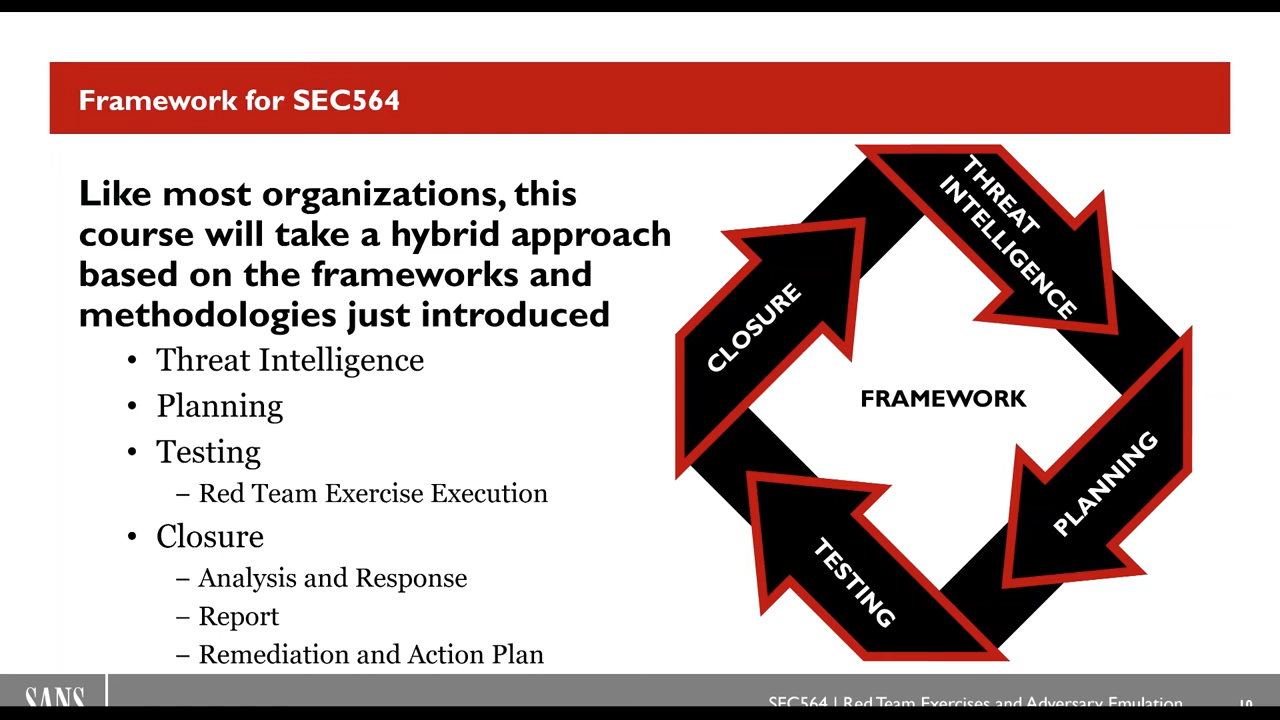 Framework for SEC564
Like most organizations, this
course will take a hybrid approach
based on the frameworks and
methodologies just introduced
• Threat Intelligence
• Planning
• Testing
– Red Team Exercise Execution
• Closure
– Analysis and Response
– Report
– Remediation and Action Plan
THREAT
INTELLIGENCE
PLANNING
TESTING
CLOSURE
FRAMEWORK
SANS
SEC564 | Red Team Exercises and Adversary Emulation
10